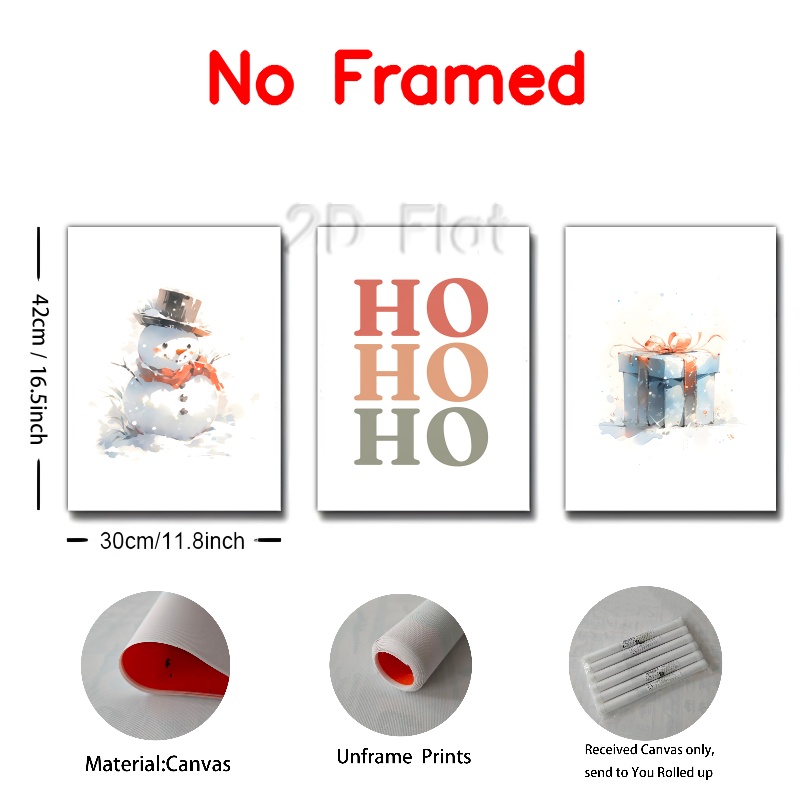 No Framed
2D Flat
HO
HO
HO
42cm / 16.5inch
30cm/11.8inch
Material:Canvas
Unframe Prints
Received Canvas only,
send to You Rolled up